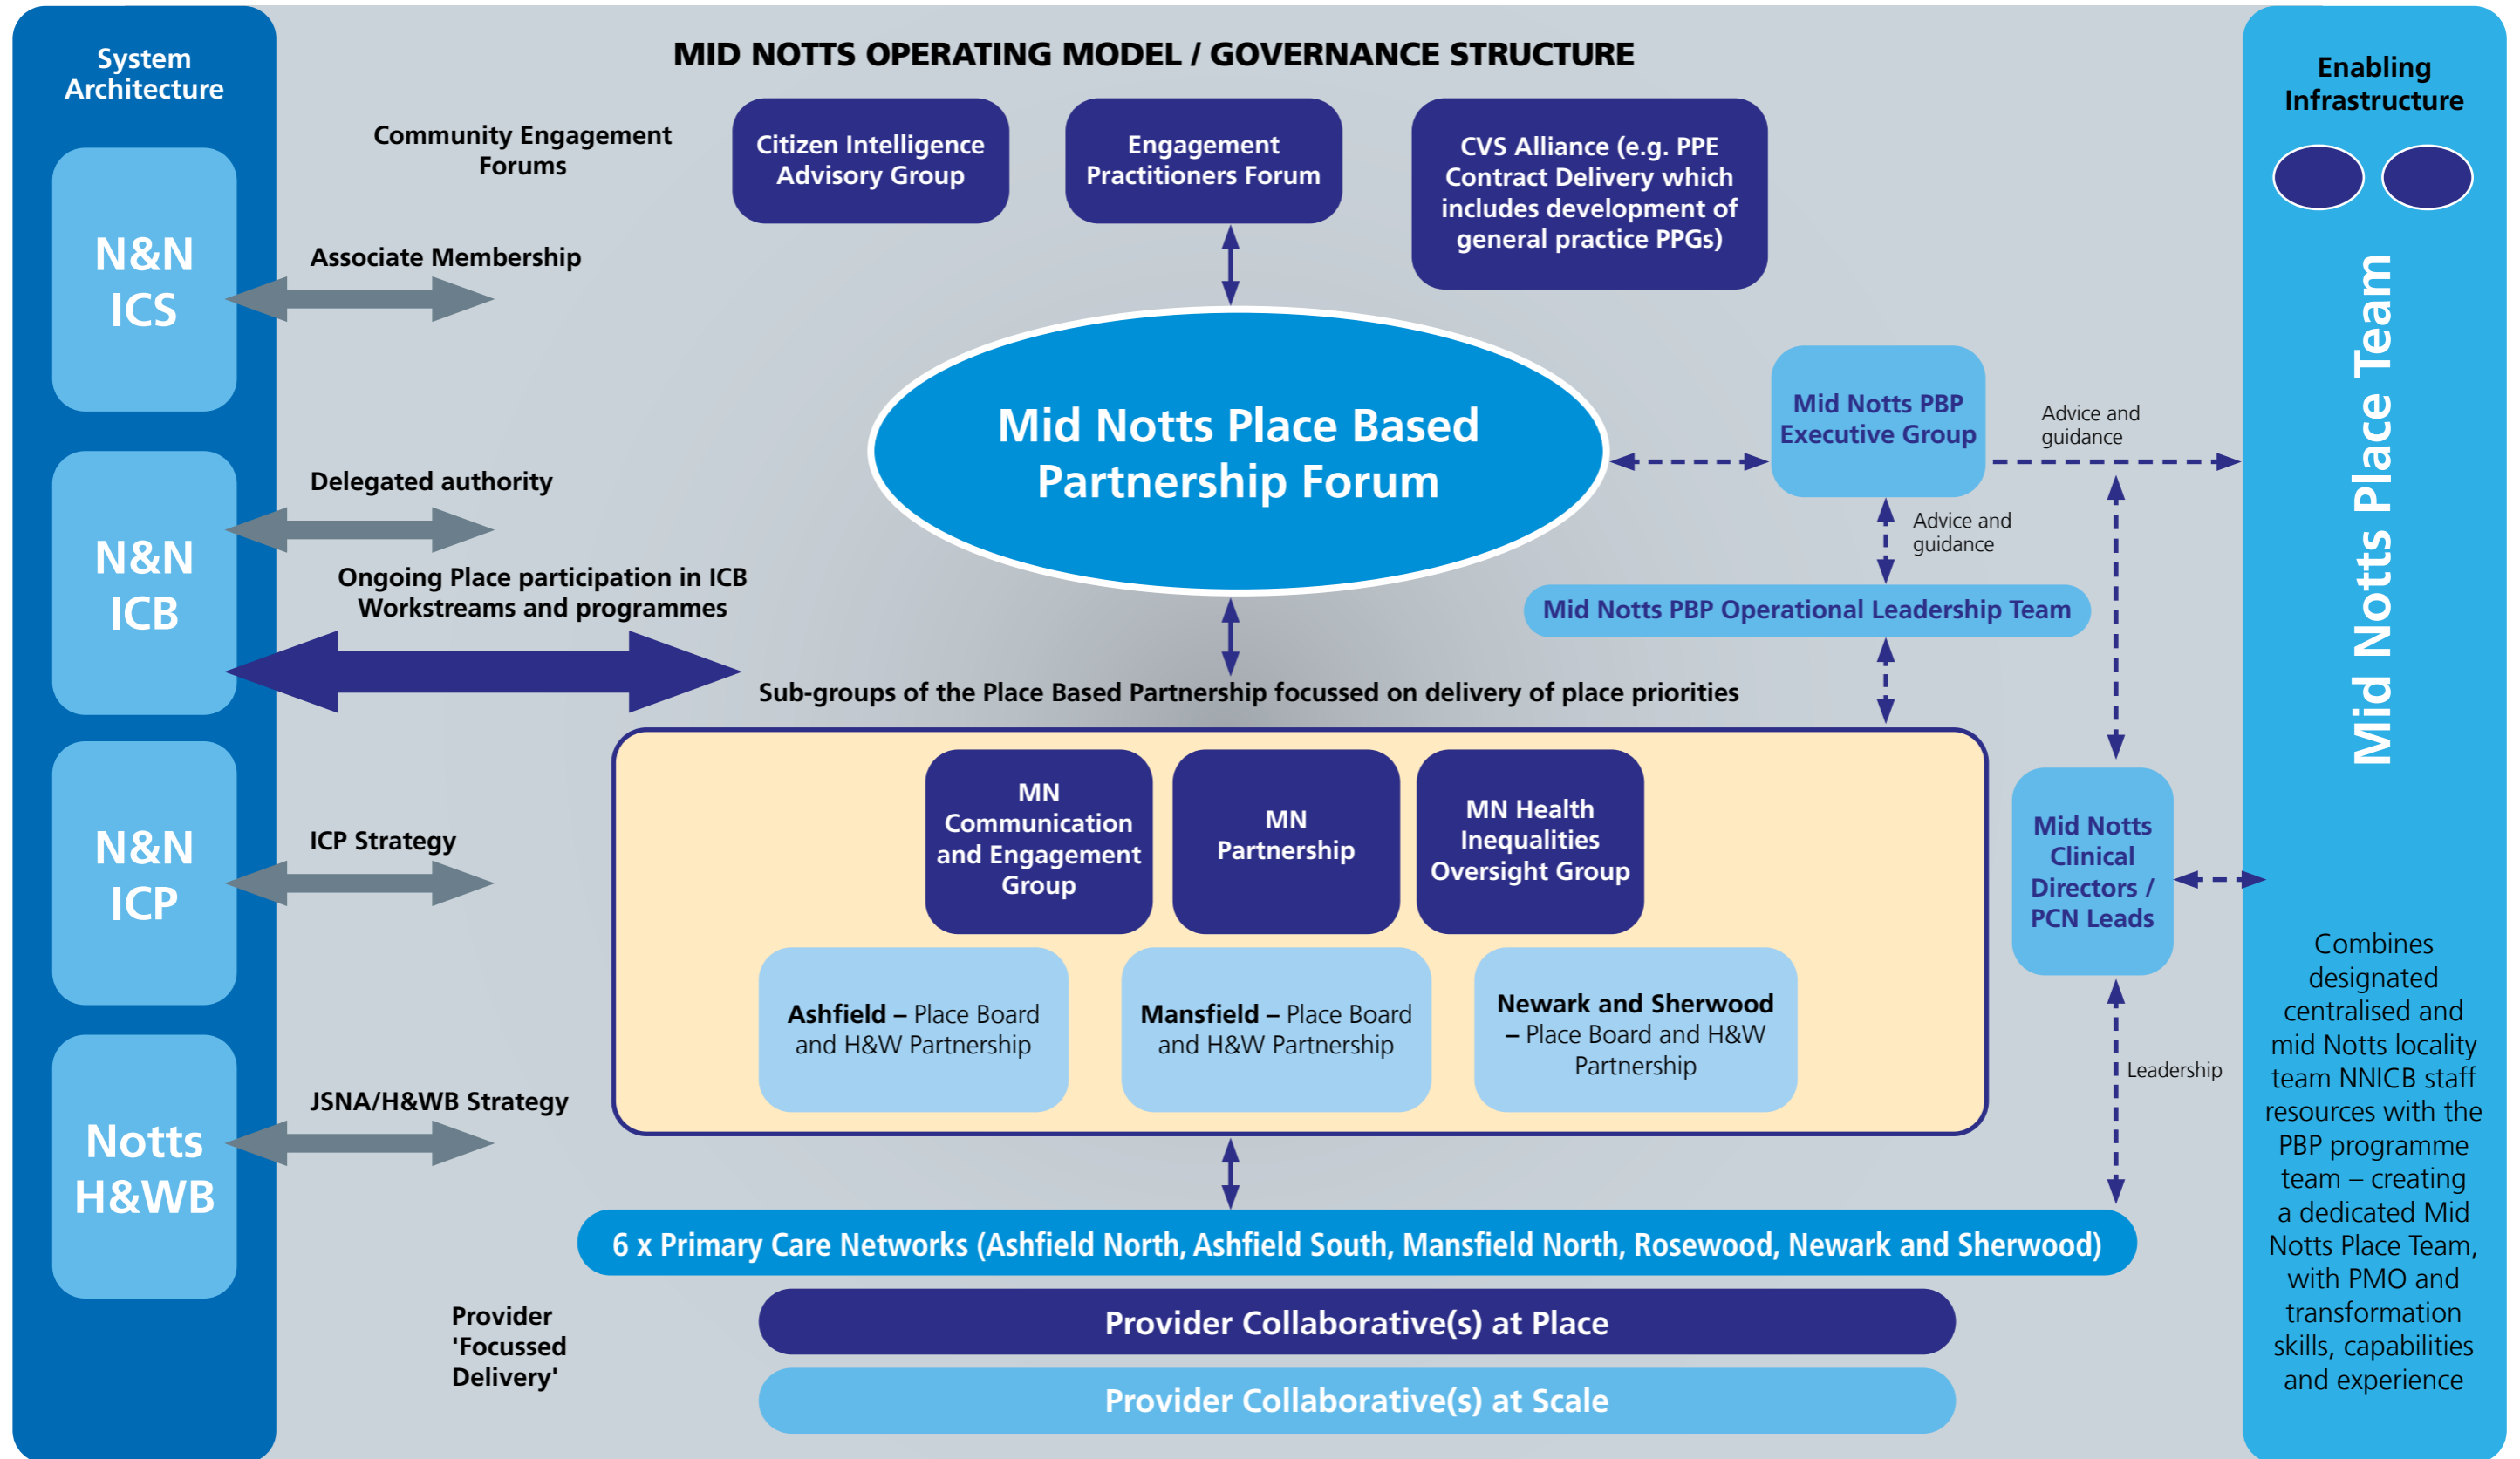 MID NOTTS OPERATING MODEL / GOVERNANCE STRUCTURE
System
Architecture
N&N
ICS
N&N
ICB
N&N
ICP
Notts
H&WB
Associate Membership
Delegated authority
Ongoing Place participation in ICB
Workstreams and programmes
ICP Strategy
JSNA/H&WB Strategy
Community Engagement
Forums
Citizen Intelligence
Advisory Group
Engagement
Practitioners Forum
CVS Alliance (e.g. PPE
Contract Delivery which
includes development of
general practice PPGs)
Mid Notts Place Based
Partnership Forum
Mid Notts PBP
Executive Group
Advice and
guidance
Advice and
guidance
Mid Notts PBP Operational Leadership Team
Sub-groups of the Place Based Partnership focussed on delivery of place priorities
MN
Communication
and Engagement
Group
MN
Partnership
MN Health
Inequalities
Oversight Group
Ashfield – Place Board
and H&W Partnership
Mansfield – Place Board
and H&W Partnership
Newark and Sherwood
– Place Board and H&W
Partnership
Mid Notts
Clinical
Directors /
PCN Leads
Leadership
6 x Primary Care Networks (Ashfield North, Ashfield South, Mansfield North, Rosewood, Newark and Sherwood)
Provider
'Focussed
Delivery'
Provider Collaborative(s) at Place
Provider Collaborative(s) at Scale
Enabling
Infrastructure
Mid Notts Place Team
Combines
designated
centralised and
mid Notts locality
team NNICB staff
resources with the
PBP programme
team – creating
a dedicated Mid
Notts Place Team,
with PMO and
transformation
skills, capabilities
and experience